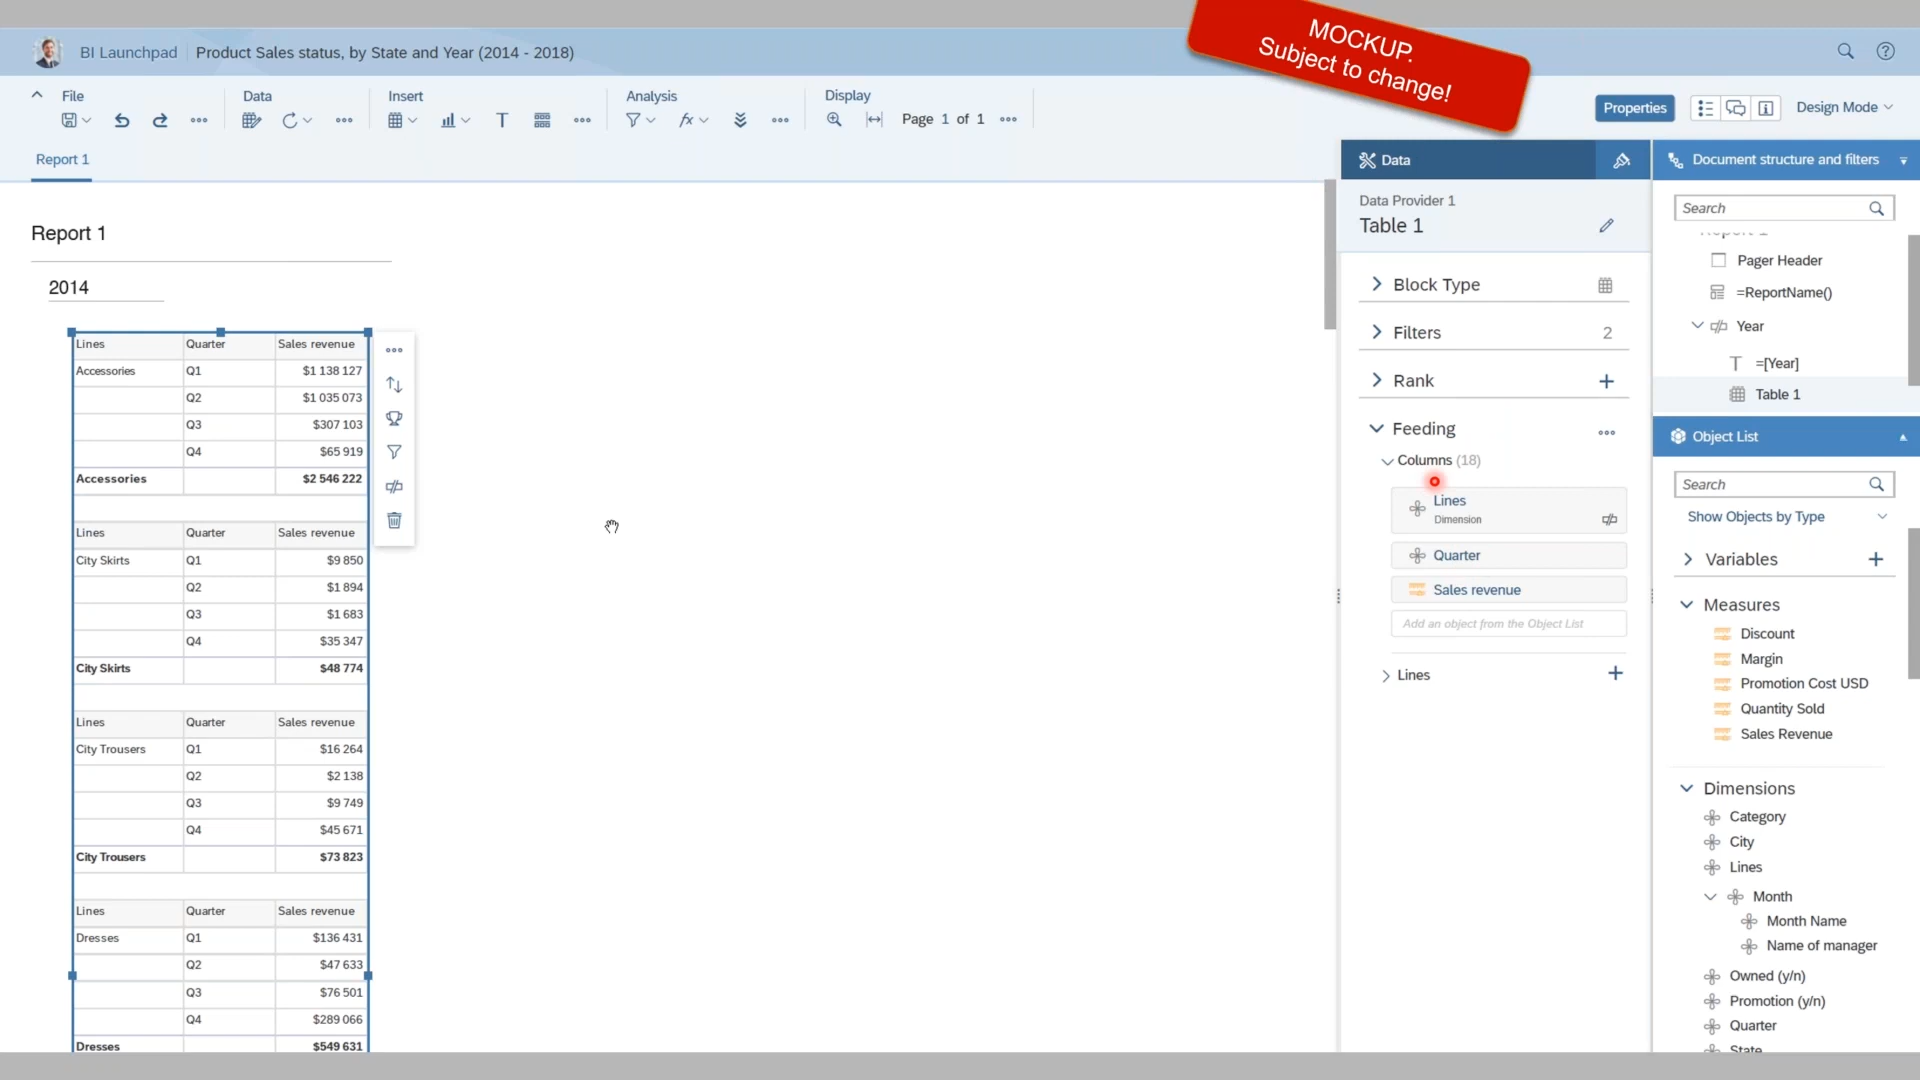 MOCKUP.
Subject to change!
BI Launchpad
Product Sales status, by State and Year (2014 - 2018)
File
Data
Insert
Analysis
Display
Page 1 of 1
Properties
Design Mode
Report 1
Report 1
2014
Lines Quarter Sales revenue
Accessories Q1 $1 138 127
Q2 $1 035 073
Q3 $307 103
Q4 $65 919
Accessories $2 546 222
Lines Quarter Sales revenue
City Skirts Q1 $9 850
Q2 $1 894
Q3 $1 683
Q4 $35 347
City Skirts $48 774
Lines Quarter Sales revenue
City Trousers Q1 $16 264
Q2 $2 138
Q3 $9 749
Q4 $45 671
City Trousers $73 823
Lines Quarter Sales revenue
Dresses Q1 $136 431
Q2 $47 633
Q3 $76 501
Q4 $289 066
Dresses $549 631
Data
Data Provider 1
Table 1
Block Type
Filters 2
Rank
Feeding
Columns (18)
Lines
Dimension
Quarter
Sales revenue
Add an object from the Object List
Lines
Document structure and filters
Search
Report 1
Pager Header
=ReportName()
Year
=[Year]
Table 1
Object List
Search
Show Objects by Type
Variables
Measures
Discount
Margin
Promotion Cost USD
Quantity Sold
Sales Revenue
Dimensions
Category
City
Lines
Month
Month Name
Name of manager
Owned (y/n)
Promotion (y/n)
Quarter
State